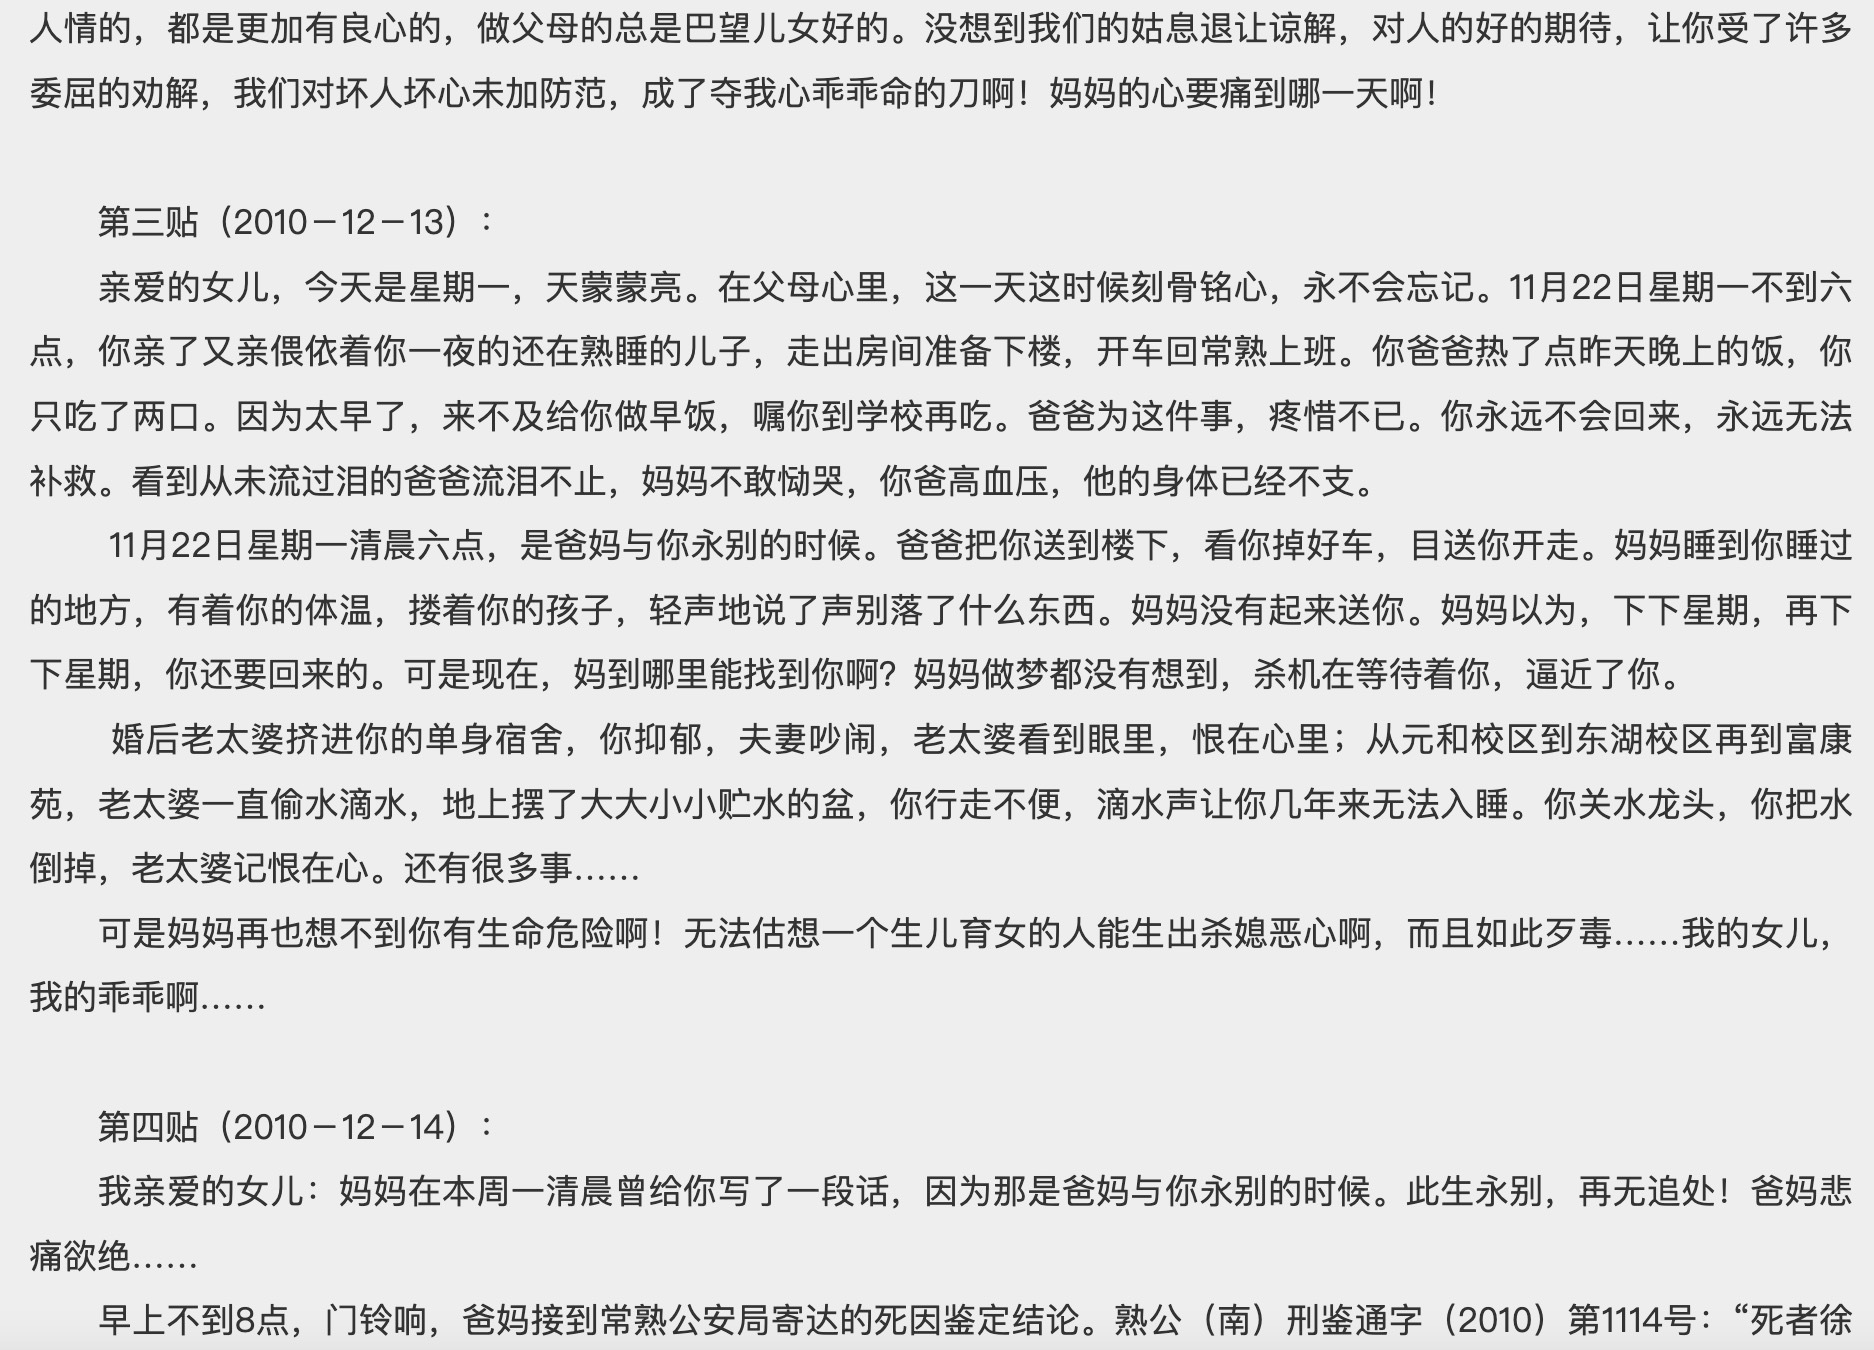 人情的，都是更加有良心的，做父母的总是巴望儿女好的。没想到我们的姑息退让谅解，对人的好的期待，让你受了许多
委屈的劝解，我们对坏人坏心未加防范，成了夺我心乖乖命的刀啊！妈妈的心要痛到哪一天啊！
第三贴（2010－12－13）：
亲爱的女儿，今天是星期一，天蒙蒙亮。在父母心里，这一天这时候刻骨铭心，永不会忘记。11月22日星期一不到六
点，你亲了又亲偎依着你一夜的还在熟睡的儿子，走出房间准备下楼，开车回常熟上班。你爸爸热了点昨天晚上的饭，你
只吃了两口。因为太早了，来不及给你做早饭，嘱你到学校再吃。爸爸为这件事，疼惜不已。你永远不会回来，永远无法
补救。看到从未流过泪的爸爸流泪不止，妈妈不敢恸哭，你爸高血压，他的身体已经不支。
11月22日星期一清晨六点，是爸妈与你永别的时候。爸爸把你送到楼下，看你掉好车，目送你开走。妈妈睡到你睡过
的地方，有着你的体温，搂着你的孩子，轻声地说了声别落了什么东西。妈妈没有起来送你。妈妈以为，下下星期，再下
下星期，你还要回来的。可是现在，妈到哪里能找到你啊？妈妈做梦都没有想到，杀机在等待着你，逼近了你。
婚后老太婆挤进你的单身宿舍，你抑郁，夫妻吵闹，老太婆看到眼里，恨在心里；从元和校区到东湖校区再到富康
苑，老太婆一直偷水滴水，地上摆了大大小小贮水的盆，你行走不便，滴水声让你几年来无法入睡。你关水龙头，你把水
倒掉，老太婆记恨在心。还有很多事……
可是妈妈再也想不到你有生命危险啊！无法估想一个生儿育女的人能生出杀媳恶心啊，而且如此歹毒……我的女儿，
我的乖乖啊……
第四贴（2010－12－14）：
我亲爱的女儿：妈妈在本周一清晨曾给你写了一段话，因为那是爸妈与你永别的时候。此生永别，再无追处！爸妈悲
痛欲绝……
早上不到8点，门铃响，爸妈接到常熟公安局寄达的死因鉴定结论。熟公（南）刑鉴通字（2010）第1114号：“死者徐